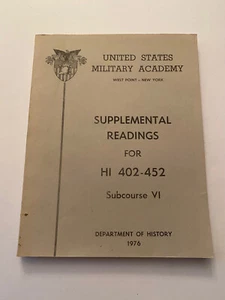 UNITED STATES
MILITARY ACADEMY
WEST POINT - NEW YORK
SUPPLEMENTAL
READINGS
FOR
HI 402-452
Subcourse VI
DEPARTMENT OF HISTORY
1976